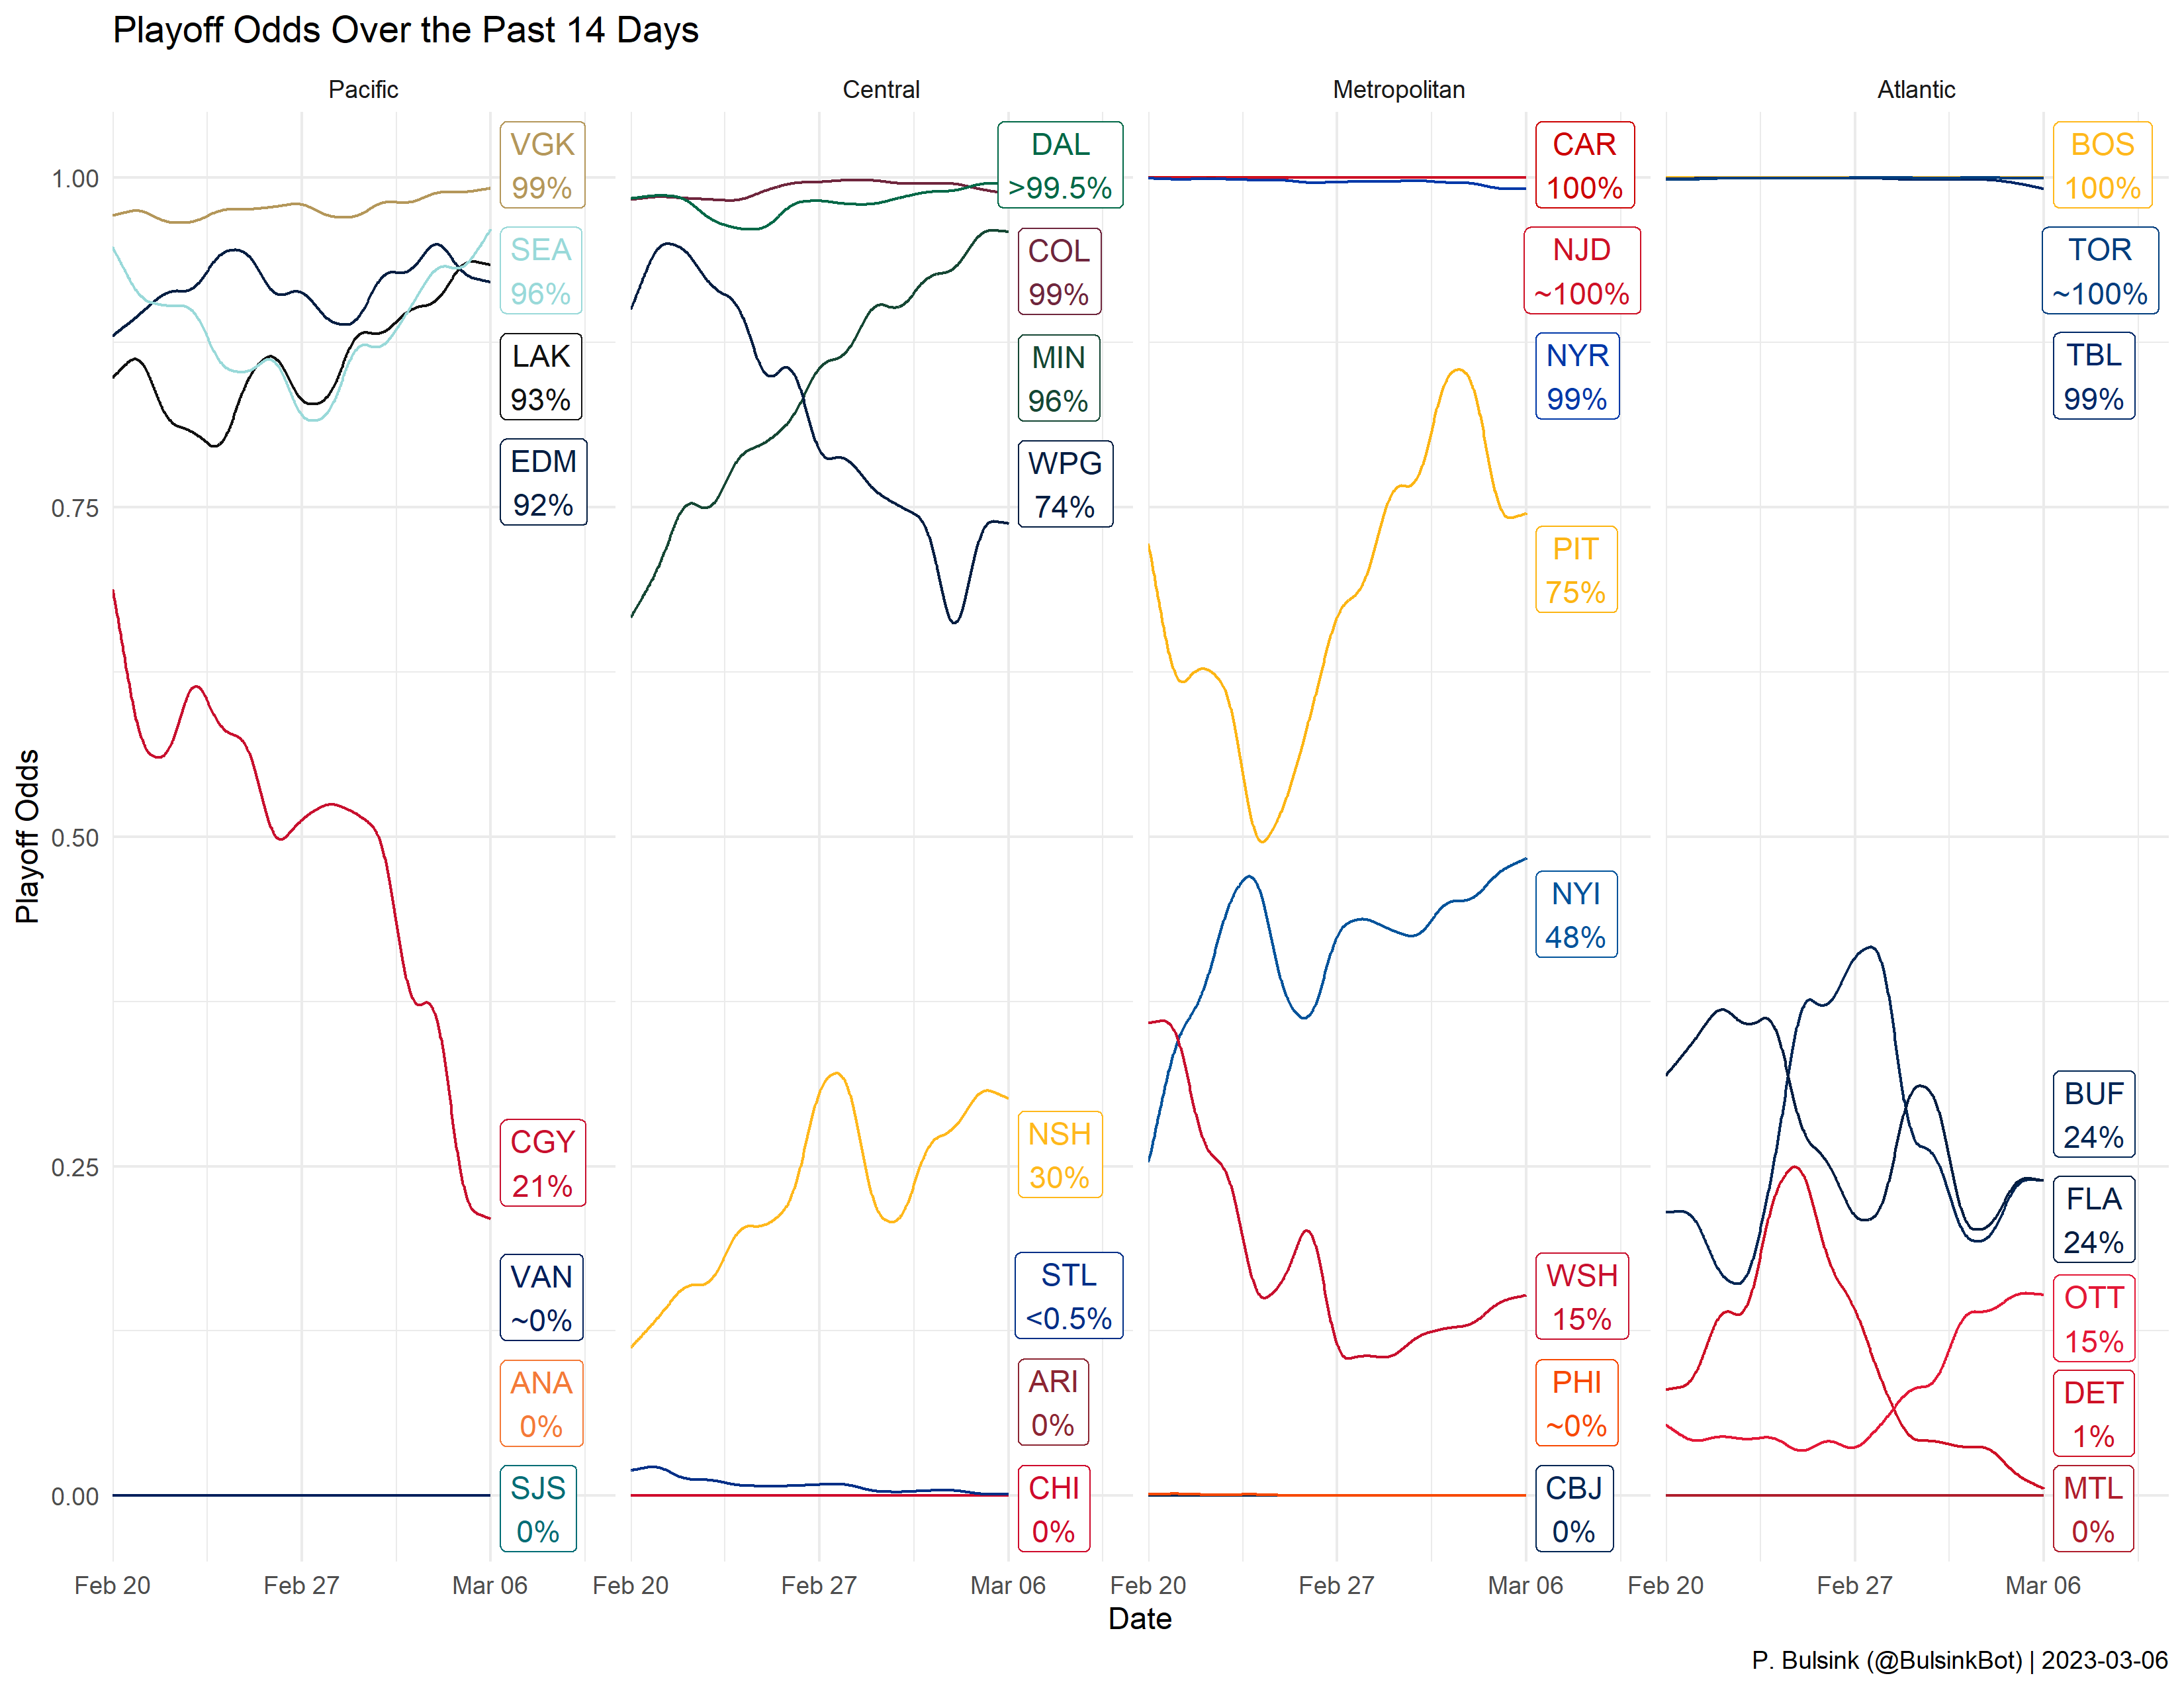 Playoff Odds Over the Past 14 Days
Pacific
Central
Metropolitan
Atlantic
Playoff Odds
1.00
0.75
0.50
0.25
0.00
VGK
99%
SEA
96%
LAK
93%
EDM
92%
CGY
21%
VAN
~0%
ANA
0%
SJS
0%
DAL
>99.5%
COL
99%
MIN
96%
WPG
74%
NSH
30%
STL
<0.5%
ARI
0%
CHI
0%
CAR
100%
NJD
~100%
NYR
99%
PIT
75%
NYI
48%
WSH
15%
PHI
~0%
CBJ
0%
BOS
100%
TOR
~100%
TBL
99%
BUF
24%
FLA
24%
OTT
15%
DET
1%
MTL
0%
Feb 20 Feb 27 Mar 06 Feb 20 Feb 27 Mar 06 Feb 20 Feb 27 Mar 06 Feb 20 Feb 27 Mar 06
Date
P. Bulsink (@BulsinkBot) | 2023-03-06